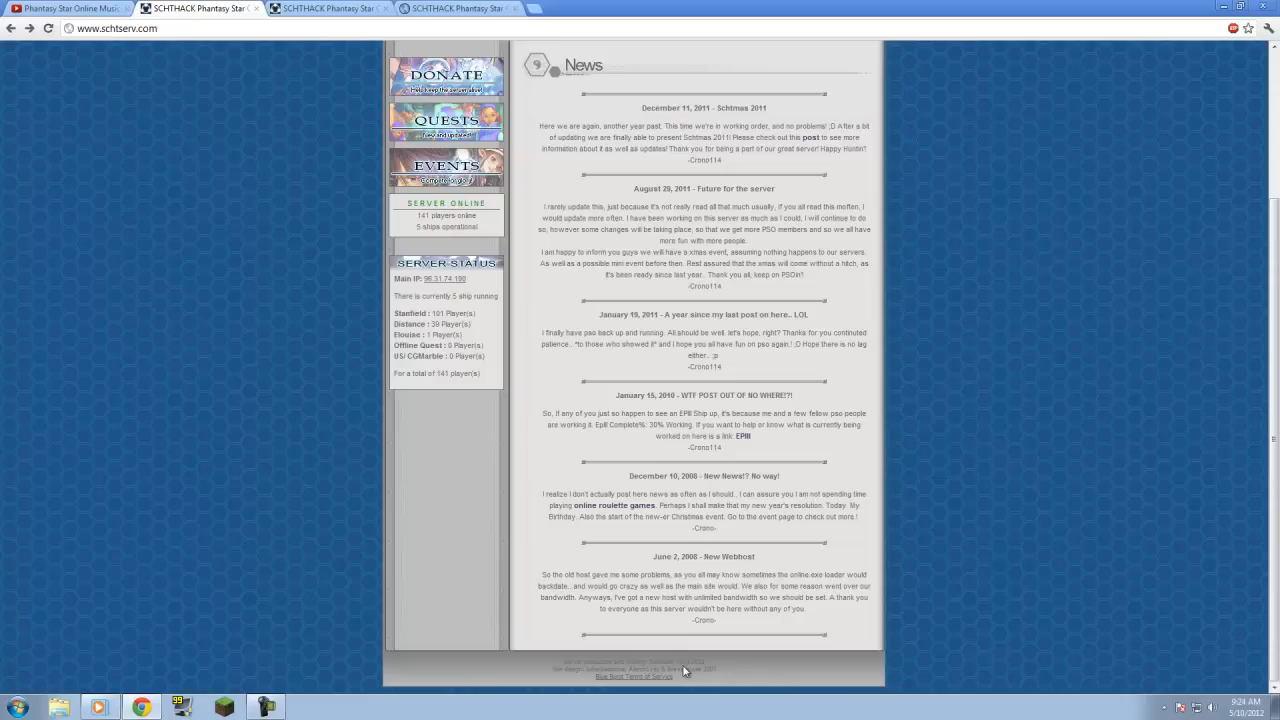 Phantasy Star Online Music
SCHTHACK Phantasy Star O
SCHTHACK Phantasy Star O
SCHTHACK Phantasy Star O
www.schtserv.com
News
DONATE
Help keep the server alive!
QUESTS
New and updated!
EVENTS
Compete for glory!
SERVER ONLINE
141 players online
5 ships operational
SERVER-STATUS
Main IP: 96.31.74.190
There is currently 5 ship running
Stanfield : 101 Player(s)
Distance : 39 Player(s)
Elouise : 1 Player(s)
Offline Quest : 0 Player(s)
US/ CGMarble : 0 Player(s)
For a total of 141 player(s)
December 11, 2011 - Schtmas 2011
Here we are again, another year past. This time we're in working order, and no problems! ;D After a bit
of updating we are finally able to present Schtmas 2011! Please check out this post to see more
information about it as well as updates! Thank you for being a part of our great server! Happy Huntin?
-Crono114
August 29, 2011 - Future for the server
I rarely update this, just because it's not really read all that much usually, if you all read this moften, I
would update more often. I have been working on this server as much as I could, I will continue to do
so, however some changes will be taking place, so that we get more PSO members and so we all have
more fun with more people.
I am happy to inform you guys we will have a xmas event, assuming nothing happens to our servers.
As well as a possible mini event before then. Rest assured that the xmas will come without a hitch, as
it's been ready since last year.. Thank you all, keep on PSOin?
-Crono114
January 19, 2011 - A year since my last post on here.. LOL
I finally have pso back up and running. All should be well. let's hope, right? Thanks for you continuted
patience.. *to those who showed it* and I hope you all have fun on pso again.! ;D Hope there is no lag
either.. ;p
-Crono114
January 15, 2010 - WTF POST OUT OF NO WHERE!?!
So, If any of you just so happen to see an EPIII Ship up, it's because me and a few fellow pso people
are working it. EpIII Complete%: 30% Working. If you want to help or know what is currently being
worked on here is a link: EPIII
-Crono114
December 10, 2008 - New News!? No way!
I realize I don't actually post here news as often as I should.. I can assure you I am not spending time
playing online roulette games. Perhaps I shall make that my new year's resolution. Today. My
Birthday. Also the start of the new-er Christmas event. Go to the event page to check out more !
-Crono-
June 2, 2008 - New Webhost
So the old host gave me some problems, as you all may know sometimes the online.exe loader would
backdate.. and would go crazy as well as the main site would. We also for some reason went over our
bandwidth. Anyways, I've got a new host with unlimited bandwidth so we should be set. A thank you
to everyone as this server wouldn't be here without any of you.
-Crono-
Blue Burst Terms of Service
99
9:24 AM
5/10/2012